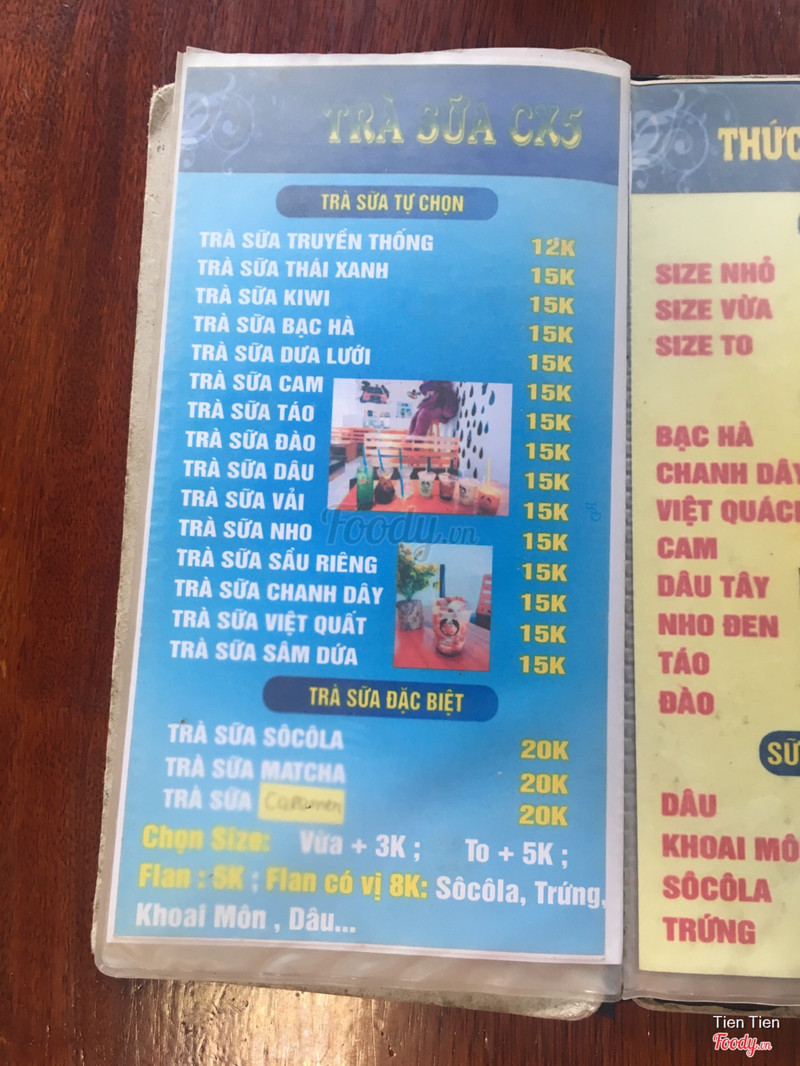 TRÀ SỮA CX5
TRÀ SỮA TỰ CHỌN
TRÀ SỮA TRUYỀN THỐNG 12K
TRÀ SỮA THÁI XANH 15K
TRÀ SỮA KIWI 15K
TRÀ SỮA BẠC HÀ 15K
TRÀ SỮA DƯA LƯỚI 15K
TRÀ SỮA CAM 15K
TRÀ SỮA TÁO 15K
TRÀ SỮA ĐÀO 15K
TRÀ SỮA DÂU 15K
TRÀ SỮA VẢI 15K
TRÀ SỮA NHO 15K
TRÀ SỮA SẦU RIÊNG 15K
TRÀ SỮA CHANH DÂY 15K
TRÀ SỮA VIỆT QUẤT 15K
TRÀ SỮA SÂM DỨA 15K
TRÀ SỮA ĐẶC BIỆT
TRÀ SỮA SÔCÔLA 20K
TRÀ SỮA MATCHA 20K
TRÀ SỮA 20K
Chọn Size: Vừa + 3K ; To + 5K ;
Flan : 5K ; Flan có vị 8K: Sôcôla, Trứng,
Khoai Môn , Dâu...
THỨC
SIZE NHỎ
SIZE VỪA
SIZE TO
BẠC HÀ
CHANH DÂY
VIỆT QUÁCH
CAM
DÂU TÂY
NHO ĐEN
TÁO
ĐÀO
SỮ
DÂU
KHOAI MÔ
SÔCÔLA
TRỨNG
Foody.vn
Tien Tien
Foody.vn